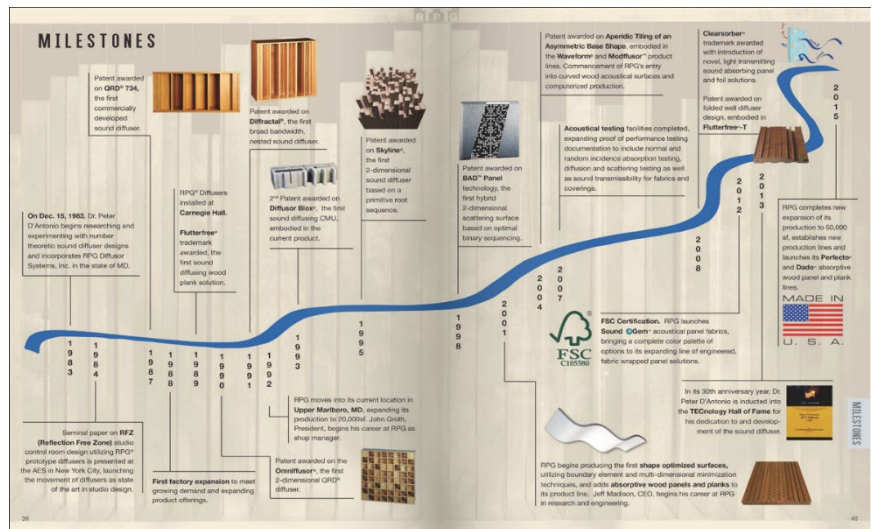 RPG
MILESTONES
Patent awarded
on QRD® 734,
the first
commercially
developed
sound diffuser.
On Dec. 15, 1983, Dr. Peter
D'Antonio begins researching and
experimenting with number
theoretic sound diffuser designs
and incorporates RPG Diffusor
Systems, Inc. in the state of MD.
RPG® Diffusers
installed at
Carnegie Hall.
Flutterfree®
trademark
awarded, the
first sound
diffusing wood
plank solution.
Patent awarded on
Diffractal®, the first
broad bandwidth,
nested sound diffuser.
2nd Patent awarded on
Diffusor Blox®, the first
sound diffusing CMU,
embodied in the
current product.
Patent awarded
on Skyline®,
the first
2-dimensional
sound diffuser
based on a
primitive root
sequence.
1983
1984
1987
1988
1989
1990
1991
1992
1993
1995
Seminal paper on RFZ
(Reflection Free Zone) studio
control room design utilizing RPG®
prototype diffusers is presented at
the AES in New York City, launching
the movement of diffusers as state
of the art in studio design.
First factory expansion to meet
growing demand and expanding
product offerings.
RPG moves into its current location in
Upper Marlboro, MD, expanding its
production to 20,000sf. John Groth,
President, begins his career at RPG as
shop manager.
Patent awarded on the
Omniffusor®, the first
2-dimensional QRD®
diffuser.
39
Patent awarded on Aperidic Tiling of an
Asymmetric Base Shape, embodied in
the Waveform® and Modffusor™ product
lines. Commencement of RPG's entry
into curved wood acoustical surfaces and
computerized production.
Acoustical testing facilities completed,
expanding proof of performance testing
documentation to include normal and
random incidence absorption testing,
diffusion and scattering testing as well
as sound transmissibility for fabrics and
coverings.
Patent awarded on
BAD™ Panel
technology, the
first hybrid
2-dimensional
scattering surface
based on optimal
binary sequencing.
Clearsorber®
trademark awarded
with introduction of
novel, light transmitting
sound absorbing panel
and foil solutions.
Patent awarded on
folded well diffuser
design, embodied in
Flutterfree®-T
1998
2001
2004
2007
2008
2012
2013
2015
RPG completes new
expansion of its
production to 50,000
sf, establishes new
production lines and
launches its Perfecto®
and Dado® absorptive
wood panel and plank
lines.
MADE IN
U. S. A.
FSC
C105580
FSC Certification. RPG launches
Sound Gem™ acoustical panel fabrics,
bringing a complete color palette of
options to its expanding line of engineered,
fabric wrapped panel solutions.
In its 30th anniversary year, Dr.
Peter D'Antonio is inducted into
the TECnology Hall of Fame for
his dedication to and develop-
ment of the sound diffuser.
MILESTONES
RPG begins producing the first shape optimized surfaces,
utilizing boundary element and multi-dimensional minimization
techniques, and adds absorptive wood panels and planks to
its product line. Jeff Madison, CEO, begins his career at RPG
in research and engineering.